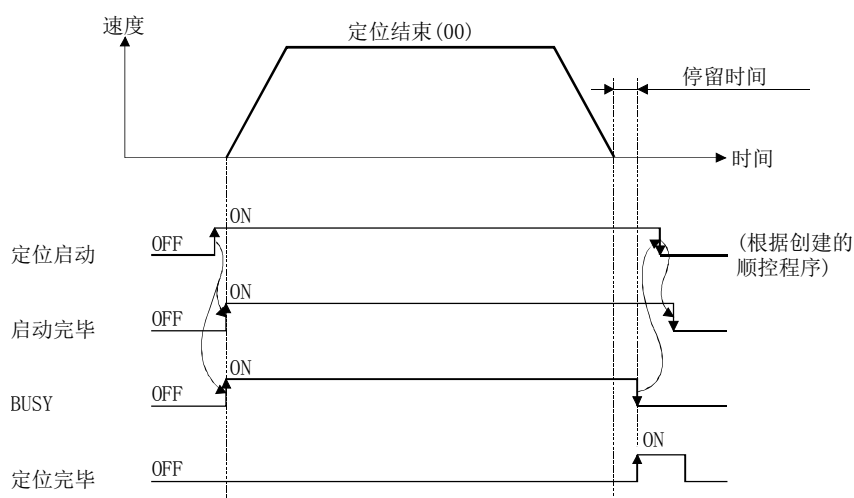 速度
定位结束(00)
停留时间
时间
ON
定位启动
OFF
(根据创建的
顺控程序)
ON
启动完毕
OFF
ON
BUSY
OFF
ON
定位完毕
OFF